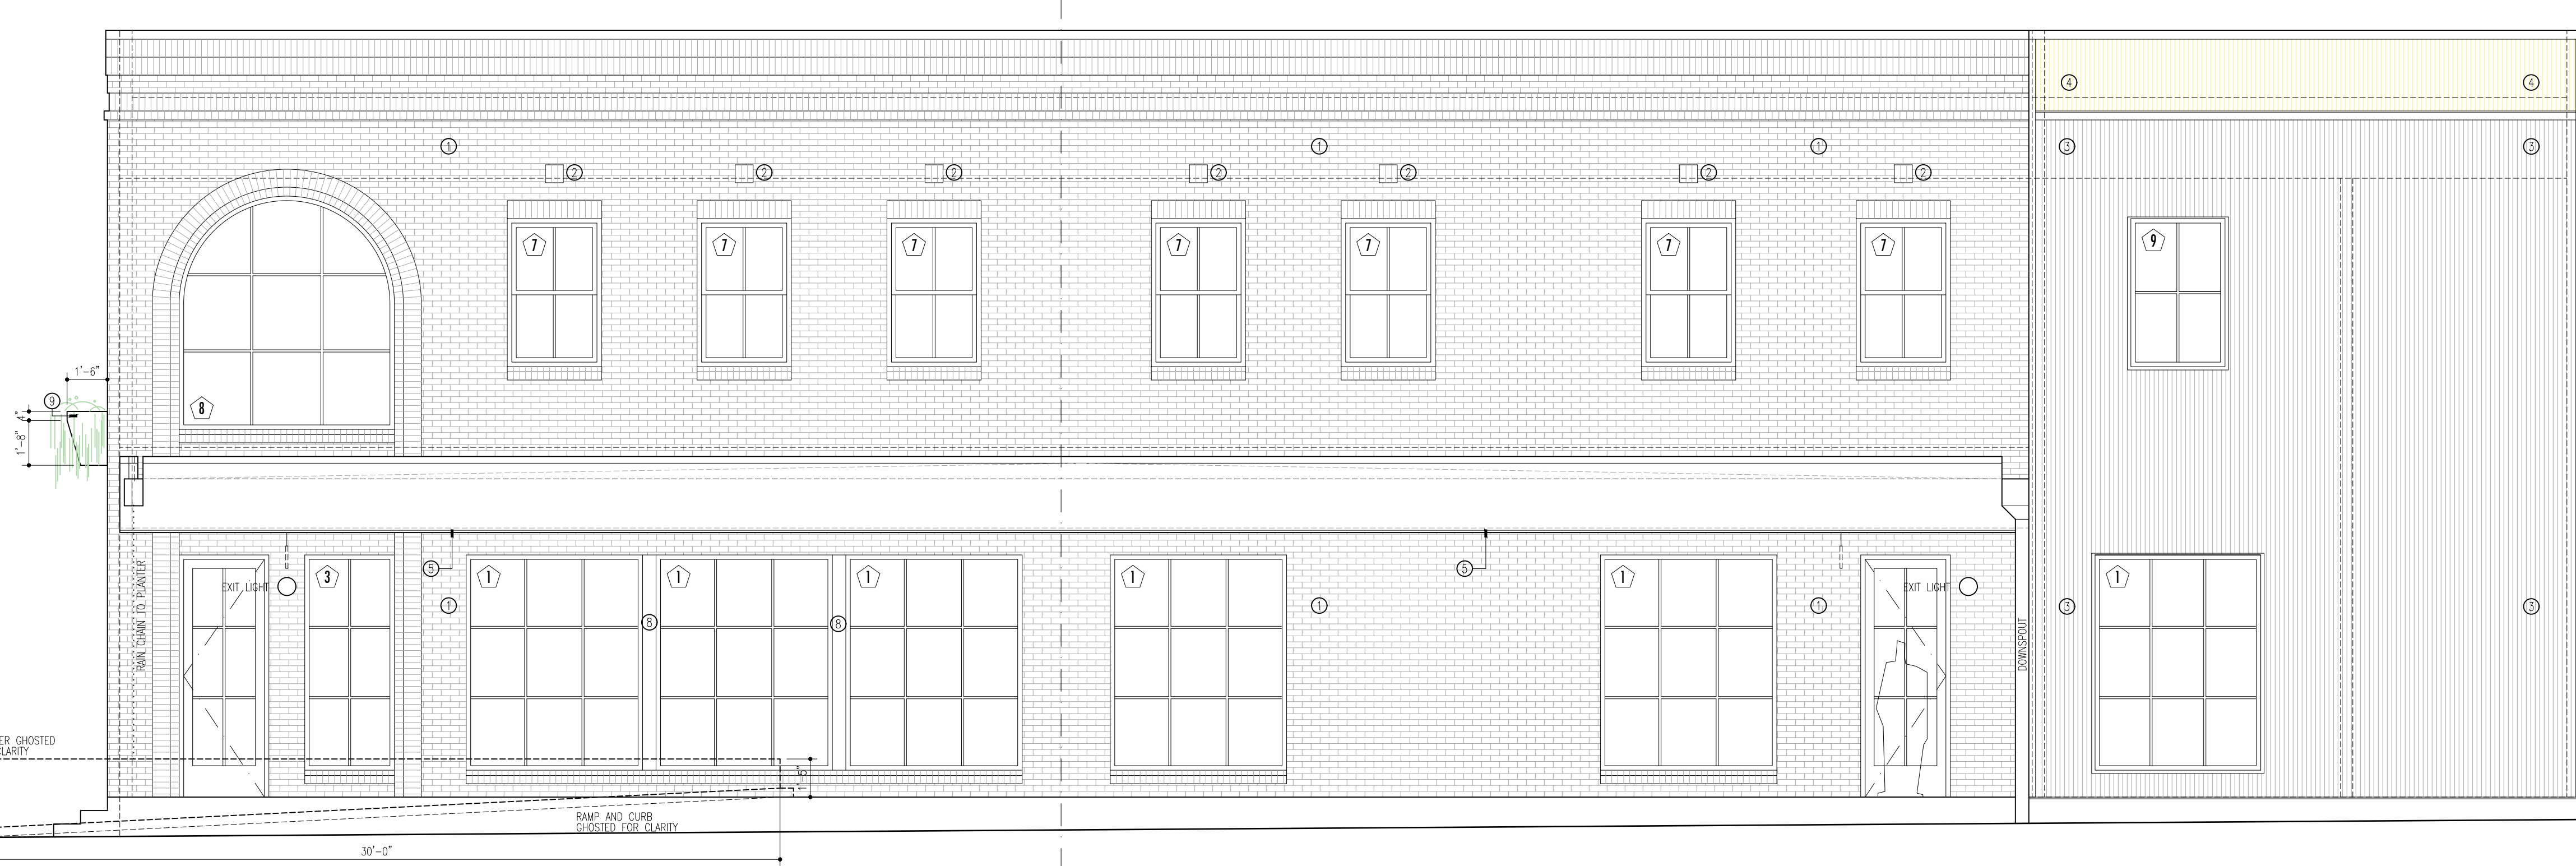 4 4
1 1 1 3 3
2 2 2 2 2 2 2
7 7 7 7 7 7 7 9
1'-6"
9
8
4"
1'-8"
5 5
3 1 1 1 1 1 1
EXIT LIGHT
EXIT LIGHT
1 1 1 3 3
8 8
RAIN CHAIN TO PLANTER
DOWNSPOUT
ER GHOSTED
CLARITY
RAMP AND CURB
GHOSTED FOR CLARITY
30'-0"